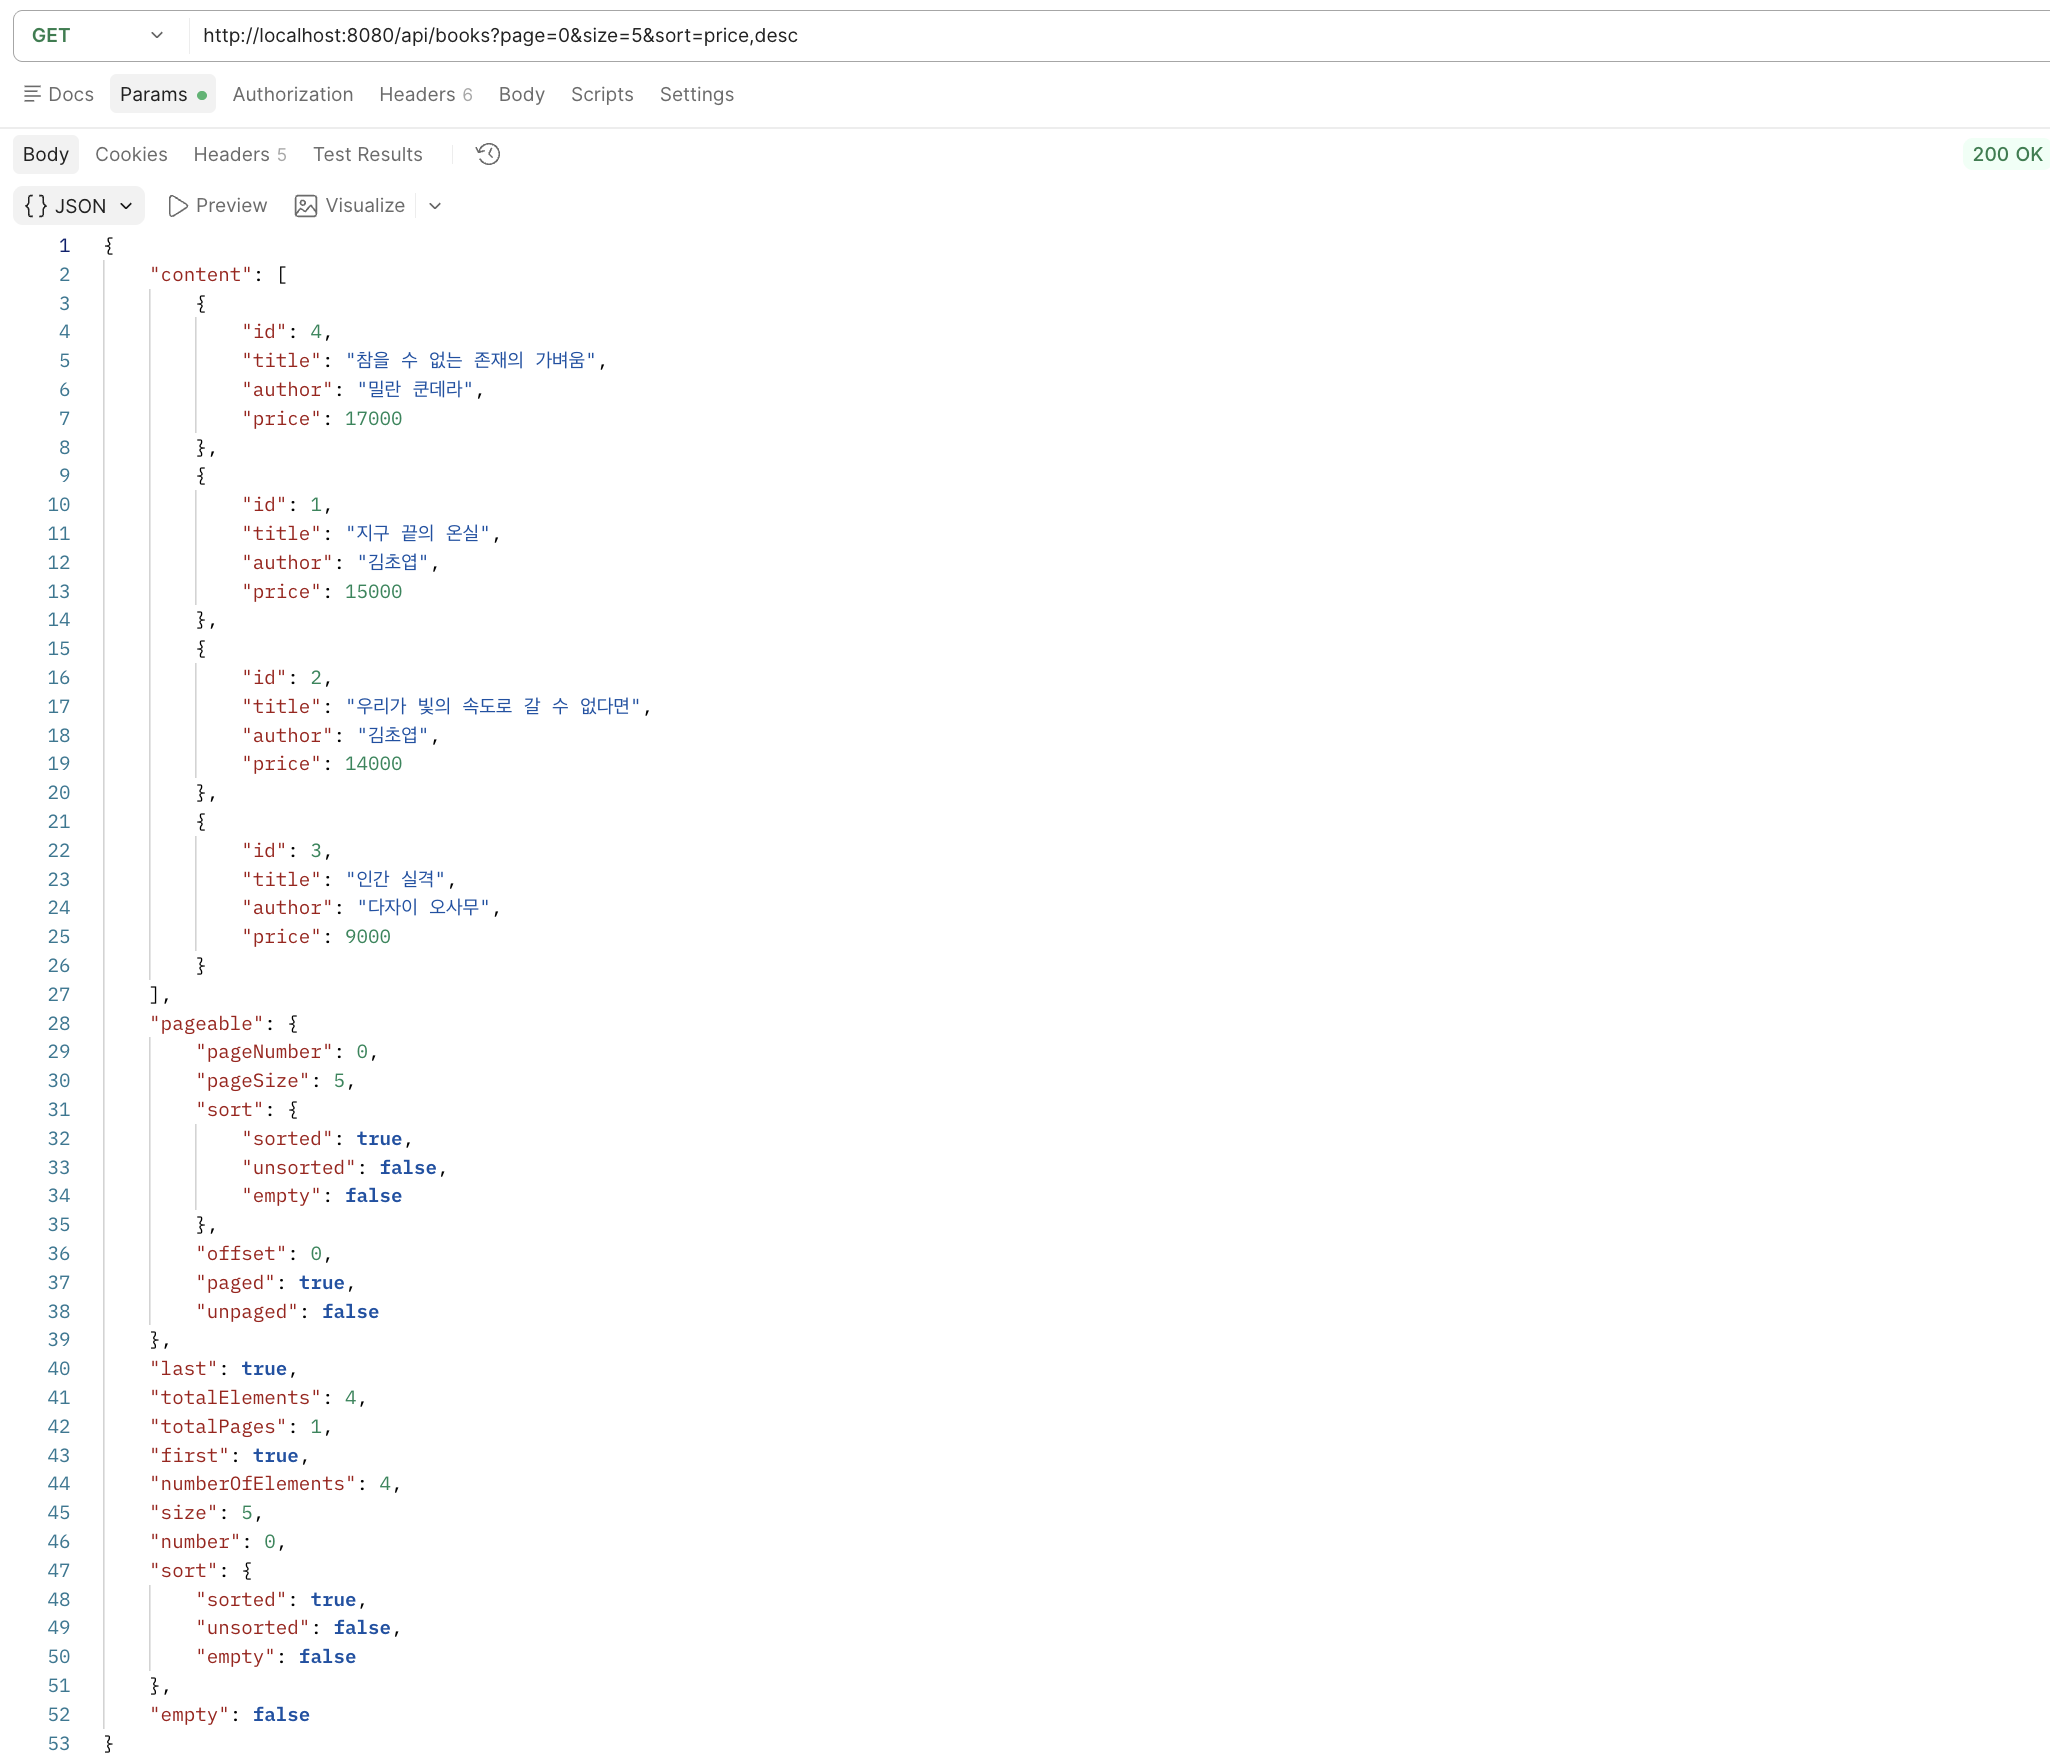 GET http://localhost:8080/api/books?page=0&size=5&sort=price,desc
Docs Params Authorization Headers 6 Body Scripts Settings
Body Cookies Headers 5 Test Results 200 OK
{} JSON Preview Visualize
1 {
2 "content": [
3 {
4 "id": 4,
5 "title": "참을 수 없는 존재의 가벼움",
6 "author": "밀란 쿤데라",
7 "price": 17000
8 },
9 {
10 "id": 1,
11 "title": "지구 끝의 온실",
12 "author": "김초엽",
13 "price": 15000
14 },
15 {
16 "id": 2,
17 "title": "우리가 빛의 속도로 갈 수 없다면",
18 "author": "김초엽",
19 "price": 14000
20 },
21 {
22 "id": 3,
23 "title": "인간 실격",
24 "author": "다자이 오사무",
25 "price": 9000
26 }
27 ],
28 "pageable": {
29 "pageNumber": 0,
30 "pageSize": 5,
31 "sort": {
32 "sorted": true,
33 "unsorted": false,
34 "empty": false
35 },
36 "offset": 0,
37 "paged": true,
38 "unpaged": false
39 },
40 "last": true,
41 "totalElements": 4,
42 "totalPages": 1,
43 "first": true,
44 "numberOfElements": 4,
45 "size": 5,
46 "number": 0,
47 "sort": {
48 "sorted": true,
49 "unsorted": false,
50 "empty": false
51 },
52 "empty": false
53 }